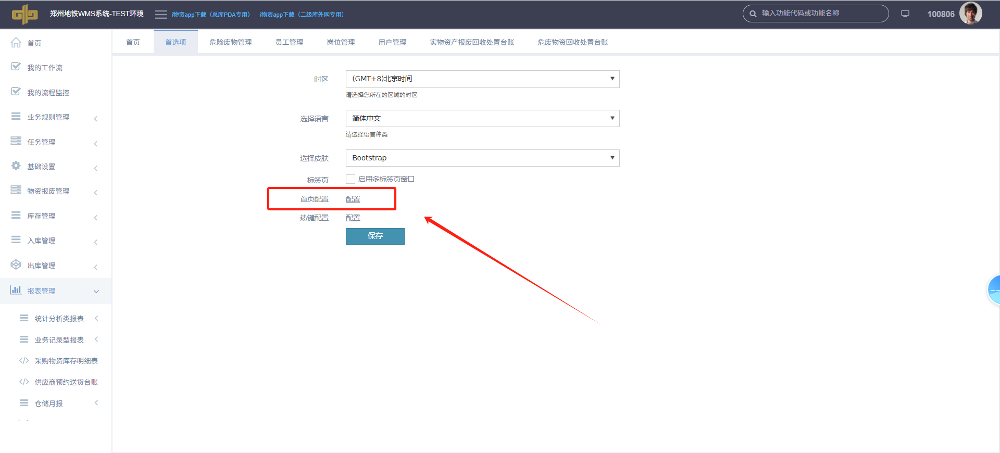 郑州地铁WMS系统-TEST环境
i物资app下载（总库PDA专用）
i物资app下载（二级库外网专用）
输入功能代码或功能名称
100806
首页
我的工作流
我的流程监控
业务规则管理
任务管理
基础设置
物资报废管理
库存管理
入库管理
出库管理
报表管理
统计分析类报表
业务记录型报表
采购物资库存明细表
供应商预约送货台账
仓储月报
首页
首选项
危险废物管理
员工管理
岗位管理
用户管理
实物资产报废回收处置台账
危废物资回收处置台账
时区
(GMT+8)北京时间
请选择您所在的区域的时区
选择语言
简体中文
请选择语言种类
选择皮肤
Bootstrap
标签页
启用多标签页窗口
首页配置
配置
热键配置
配置
保存